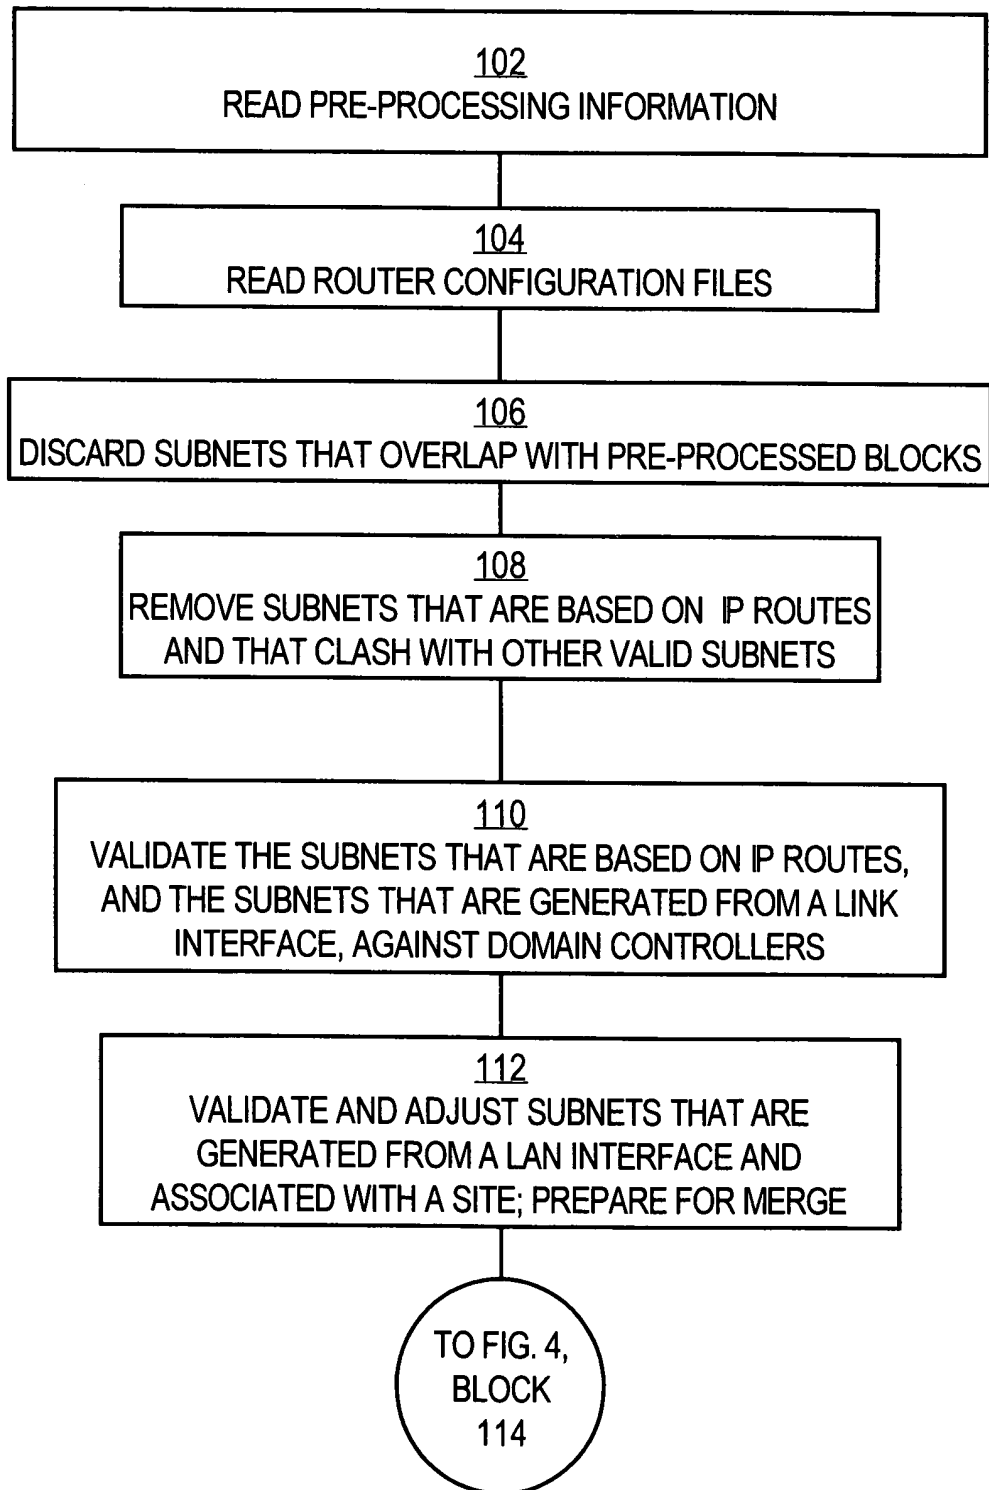 102
READ PRE-PROCESSING INFORMATION
104
READ ROUTER CONFIGURATION FILES
106
DISCARD SUBNETS THAT OVERLAP WITH PRE-PROCESSED BLOCKS
108
REMOVE SUBNETS THAT ARE BASED ON IP ROUTES
AND THAT CLASH WITH OTHER VALID SUBNETS
110
VALIDATE THE SUBNETS THAT ARE BASED ON IP ROUTES,
AND THE SUBNETS THAT ARE GENERATED FROM A LINK
INTERFACE, AGAINST DOMAIN CONTROLLERS
112
VALIDATE AND ADJUST SUBNETS THAT ARE
GENERATED FROM A LAN INTERFACE AND
ASSOCIATED WITH A SITE; PREPARE FOR MERGE
TO FIG. 4,
BLOCK
114